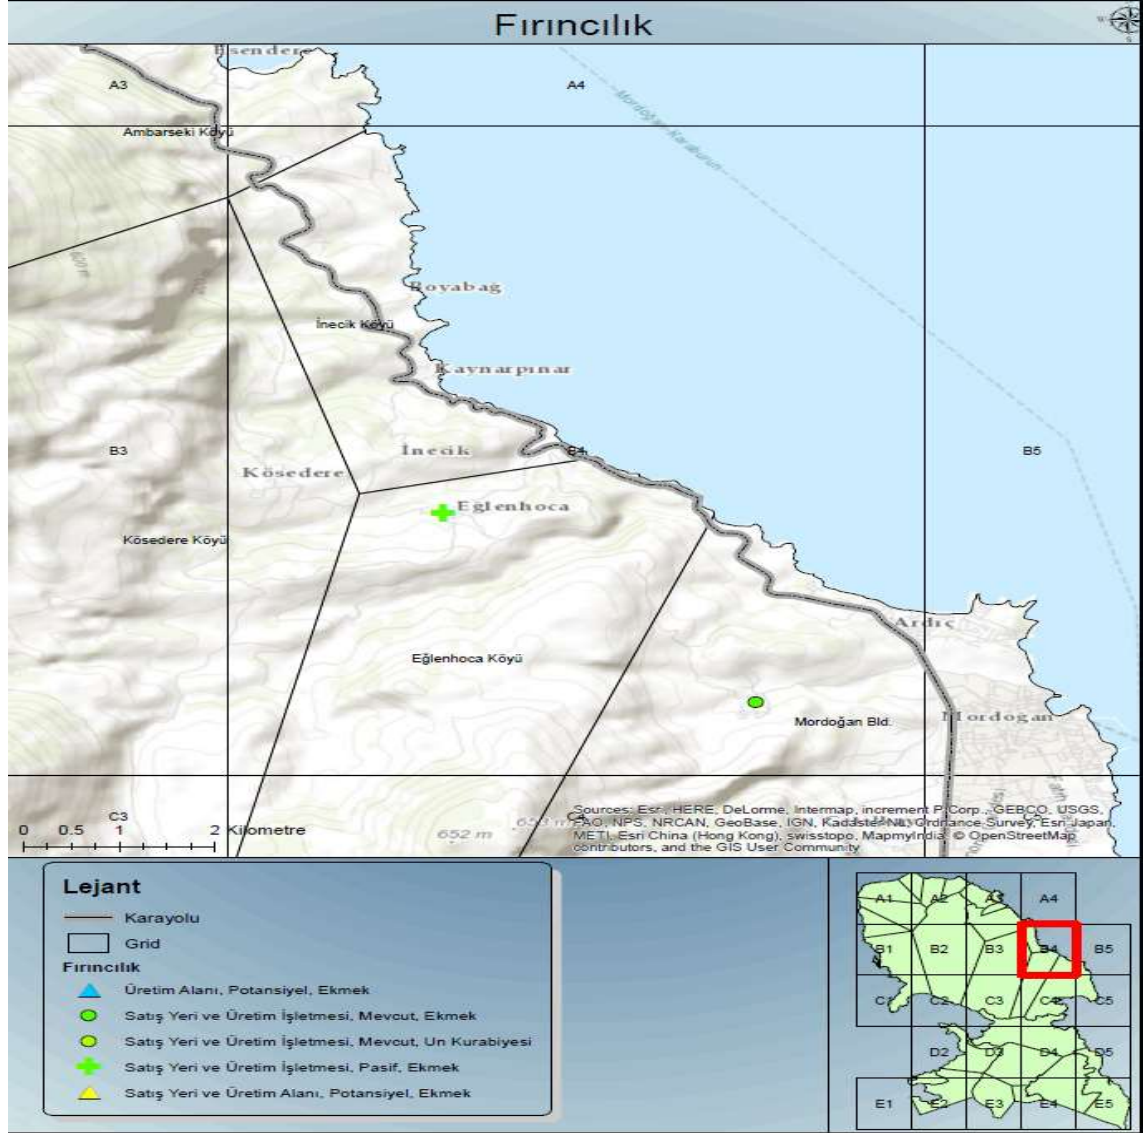 Fırıncılık
Esendere
A3
A4
Ambarseki Köyü
Mordoğan-Karaburun
600 m
Boyabağ
İnecik Köyü
Kaynarpınar
B3
İnecik
B4
B5
Kösedere
Eğlenhoca
Kösedere Köyü
Ardıç
Eğlenhoca Köyü
Mordoğan
Mordoğan Bld.
C3
0 0.5 1 2 Kilometre
652 m
Sources: Esri, HERE, DeLorme, Intermap, increment P Corp., GEBCO, USGS,
FAO, NPS, NRCAN, GeoBase, IGN, Kadaster NL, Ordnance Survey, Esri Japan,
METI, Esri China (Hong Kong), swisstopo, MapmyIndia, © OpenStreetMap
contributors, and the GIS User Community
Lejant
Karayolu
Grid
Fırıncılık
Üretim Alanı, Potansiyel, Ekmek
Satış Yeri ve Üretim İşletmesi, Mevcut, Ekmek
Satış Yeri ve Üretim İşletmesi, Mevcut, Un Kurabiyesi
Satış Yeri ve Üretim İşletmesi, Pasif, Ekmek
Satış Yeri ve Üretim Alanı, Potansiyel, Ekmek
A1 A2 A3 A4
B1 B2 B3 B4 B5
C1 C2 C3 C4 C5
D2 D3 D4 D5
E1 E2 E3 E4 E5